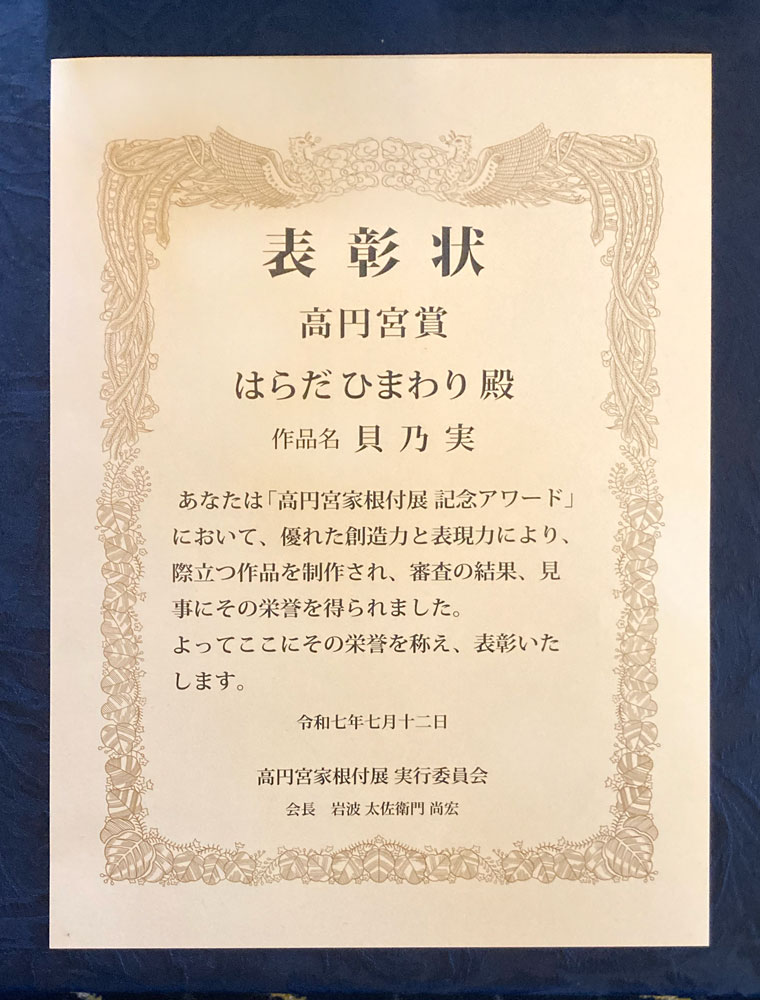 表彰状
高円宮賞
はらだ ひまわり 殿
作品名 貝乃実
あなたは「高円宮家根付展 記念アワード」
において、優れた創造力と表現力により、
際立つ作品を制作され、審査の結果、見
事にその栄誉を得られました。
よってここにその栄誉を称え、表彰いた
します。
令和七年七月十二日
高円宮家根付展 実行委員会
会長　岩波 太佐衛門 尚宏